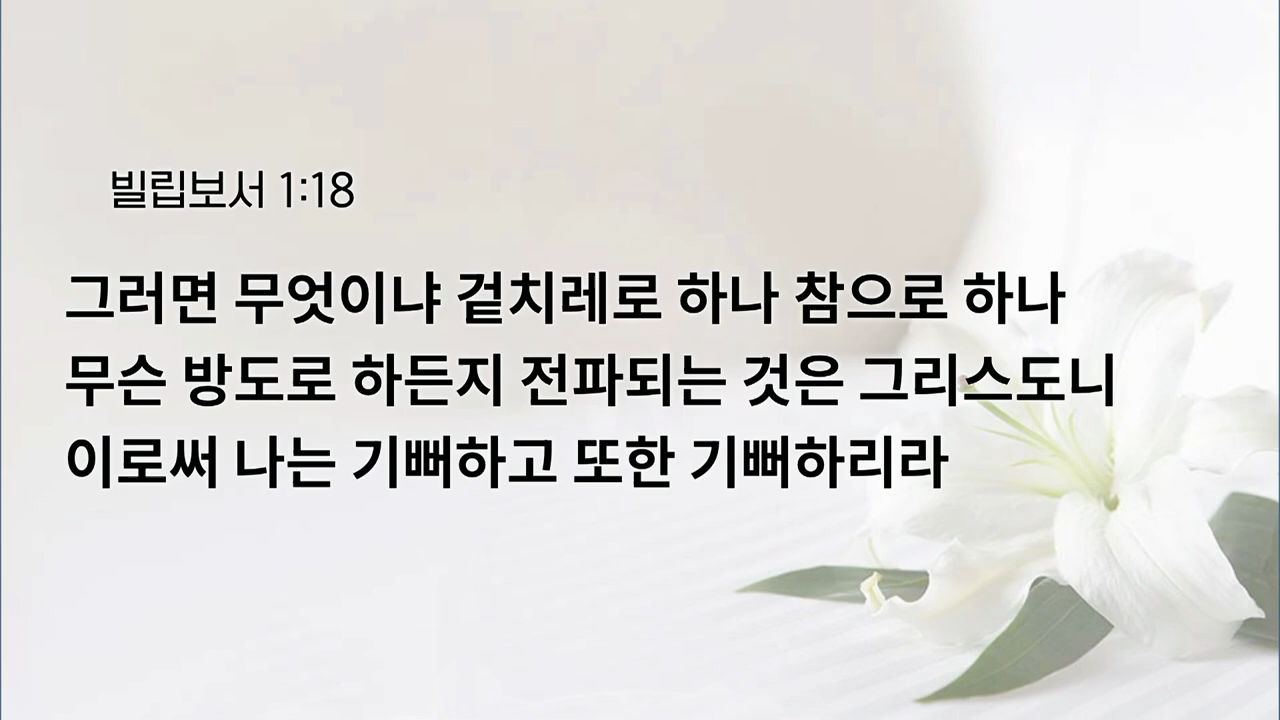 빌립보서 1:18
그러면 무엇이냐 겉치레로 하나 참으로 하나
무슨 방도로 하든지 전파되는 것은 그리스도니
이로써 나는 기뻐하고 또한 기뻐하리라